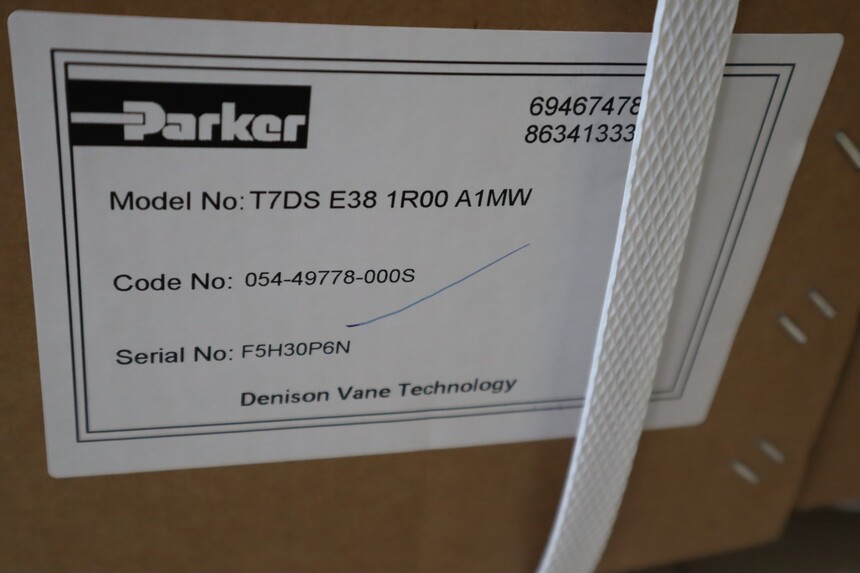 Parker
69467478
86341333
Model No: T7DS E38 1R00 A1MW
Code No: 054-49778-000S
Serial No: F5H30P6N
Denison Vane Technology